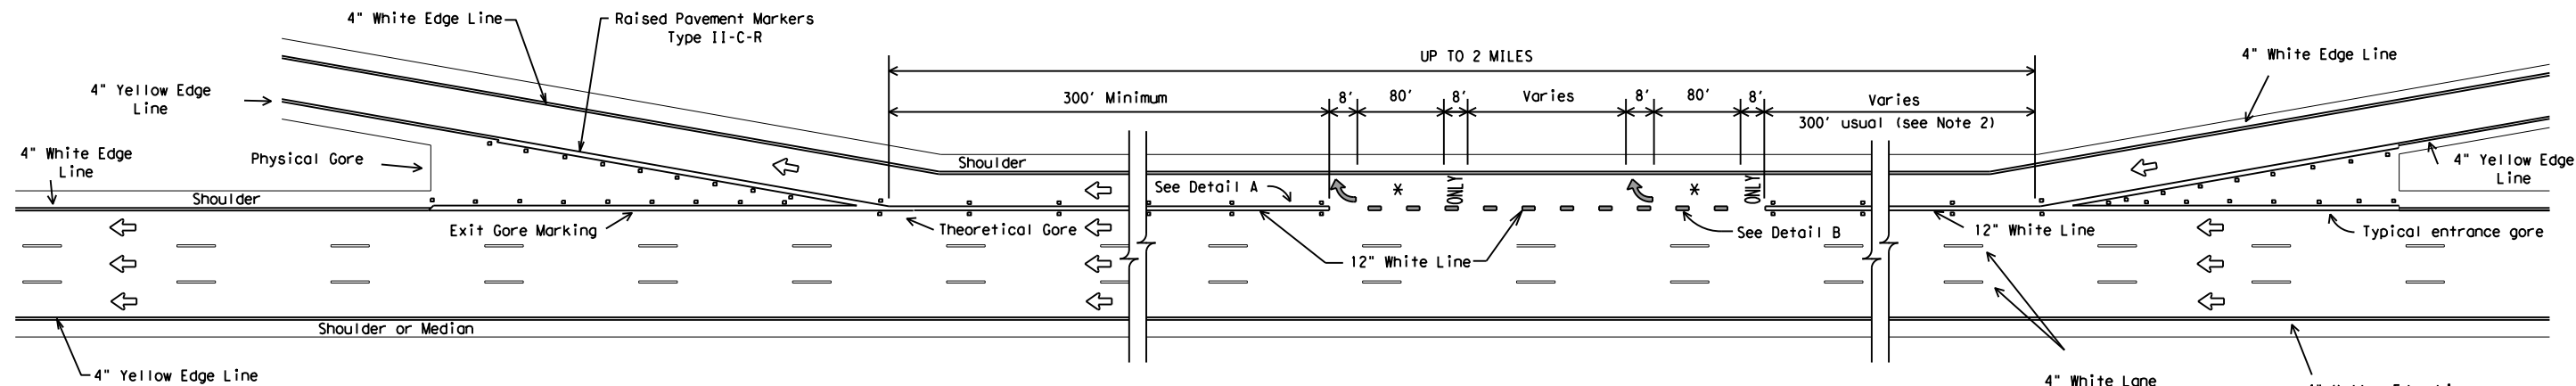 4" White Edge Line
Raised Pavement Markers
Type II-C-R
UP TO 2 MILES
4" White Edge Line
4" Yellow Edge
Line
300' Minimum
8'
80'
8'
Varies
8'
80'
8'
Varies
300' usual (see Note 2)
4" White Edge
Line
Physical Gore
Shoulder
4" Yellow Edge
Line
Shoulder
See Detail A
*
ONLY
*
ONLY
Exit Gore Marking
Theoretical Gore
See Detail B
12" White Line
Typical entrance gore
12" White Line
Shoulder or Median
4" Yellow Edge Line
4" White Lane